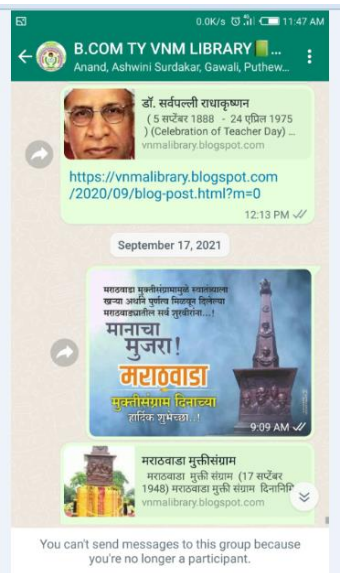 0.0K/s 11:47 AM
B.COM TY VNM LIBRARY ...
Anand, Ashwini Surdakar, Gawali, Puthew...
डॉ. सर्वपल्ली राधाकृष्णन
( 5 सप्टेंबर 1888 - 24 एप्रिल 1975
) (Celebration of Teacher Day) ...
vnmalibrary.blogspot.com
https://vnmalibrary.blogspot.com
/2020/09/blog-post.html?m=0
12:13 PM
September 17, 2021
मराठवाडा मुक्तीसंग्रामामुळे स्वातंत्र्याला
खऱ्या अर्थाने पूर्णत्व मिळवून दिलेल्या
मराठवाड्यातील सर्व शूरवीरांना...!
मानाचा
मुजरा!
मराठवाडा
मुक्तीसंग्राम दिनाच्या
हार्दिक शुभेच्छा..!
9:09 AM
मराठवाडा मुक्तीसंग्राम
मराठवाडा मुक्ती संग्राम (17 सप्टेंबर
1948) मराठवाडा मुक्ती संग्राम दिनानिमि
vnmalibrary.blogspot.com
You can't send messages to this group because
you're no longer a participant.